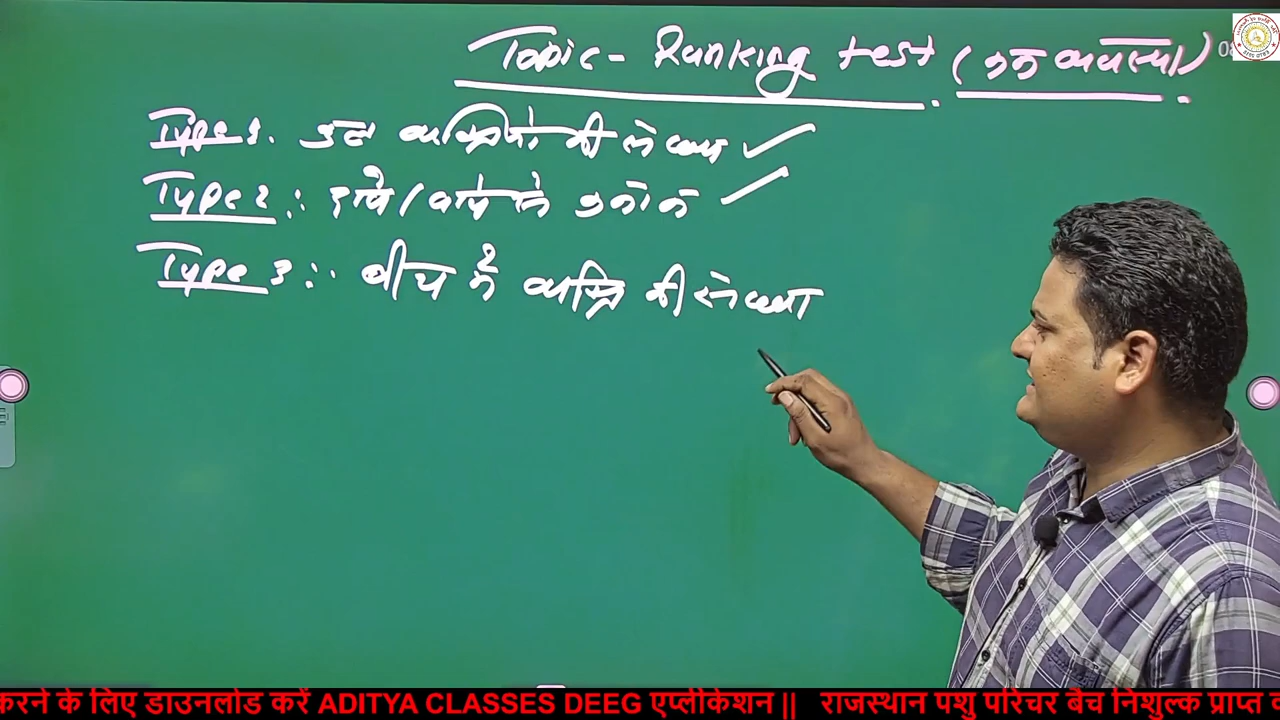 Topic - Ranking test (क्रम व्यवस्था)
Type 1. कुल व्यक्तियों की संख्या
Type 2 : दायें / बायें से क्रमांक
Type 3 :. बीच में व्यक्ति की संख्या
करने के लिए डाउनलोड करें ADITYA CLASSES DEEG एप्लीकेशन || राजस्थान पशु परिचर बैच निशुल्क प्राप्त